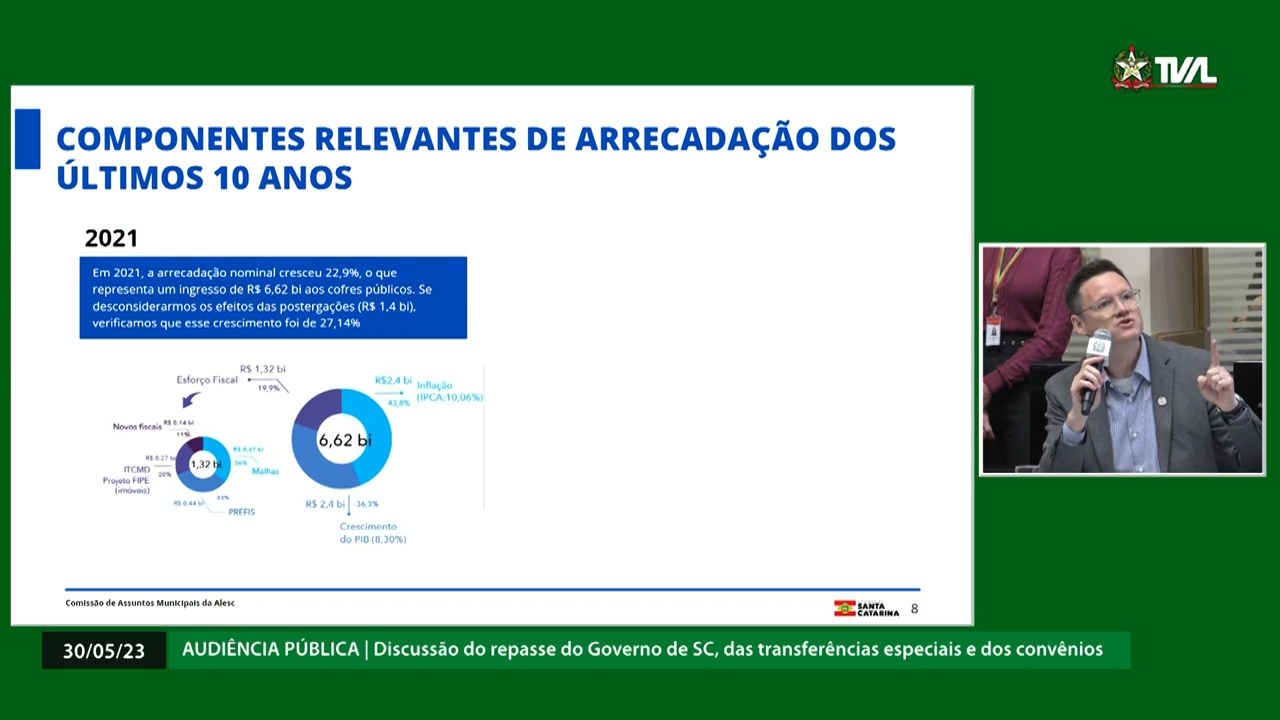 TVAL
COMPONENTES RELEVANTES DE ARRECADAÇÃO DOS
ÚLTIMOS 10 ANOS
2021
Em 2021, a arrecadação nominal cresceu 22,9%, o que
representa um ingresso de R$ 6,62 bi aos cofres públicos. Se
desconsiderarmos os efeitos das postergações (R$ 1,4 bi),
verificamos que esse crescimento foi de 27,14%
R$ 1,32 bi
Esforço Fiscal
19,9%
R$2,4 bi
Inflação
(IPCA:10,06%)
43,8%
6,62 bi
R$ 2,4 bi
36,3%
Crescimento
do PIB (8,30%)
Novos fiscais
R$ 0,14 bi
11%
R$ 0,27 bi
20%
ITCMD
Projeto FIPE
(imóveis)
1,32 bi
R$ 0,47 bi
36%
Malhas
R$ 0,44 bi
33%
PREFIS
Comissão de Assuntos Municipais da Alesc
SANTA
CATARINA
8
30/05/23
AUDIÊNCIA PÚBLICA | Discussão do repasse do Governo de SC, das transferências especiais e dos convênios